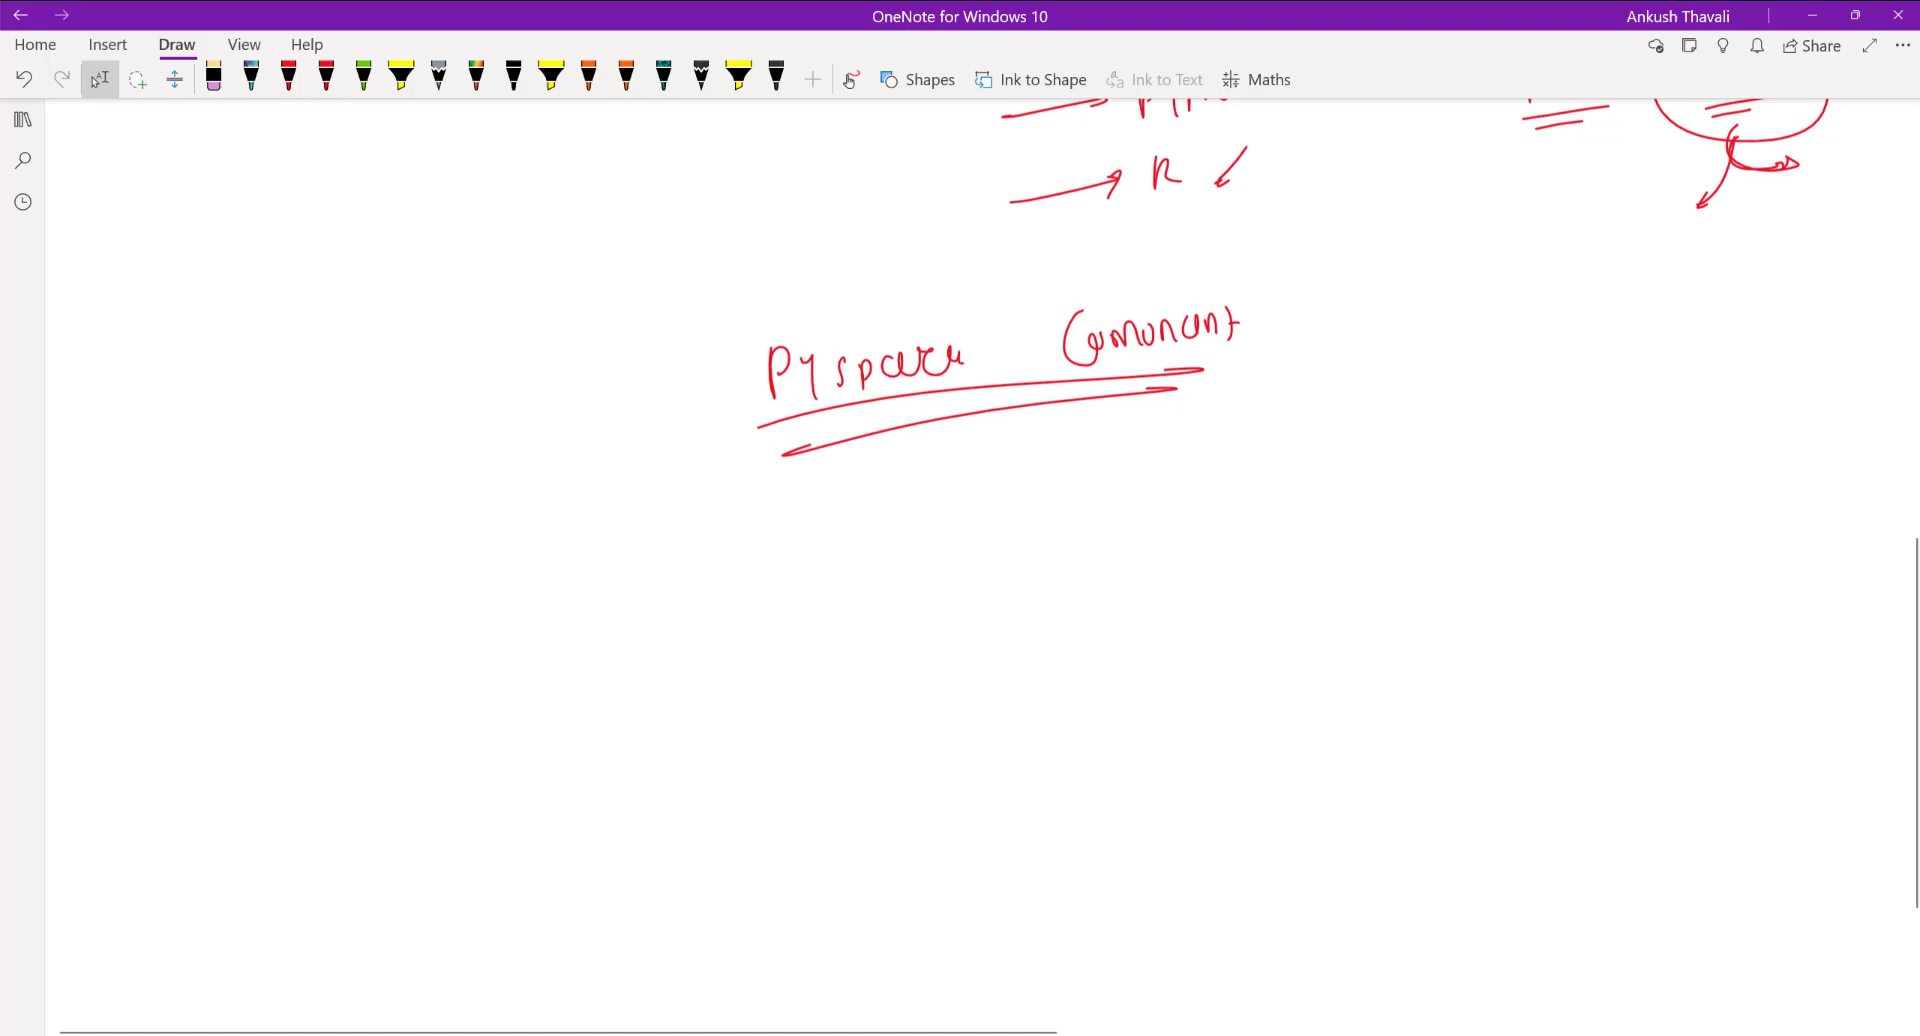 OneNote for Windows 10
Ankush Thavali
Home Insert Draw View Help
Share
Shapes Ink to Shape Ink to Text Maths
R
Pyspark